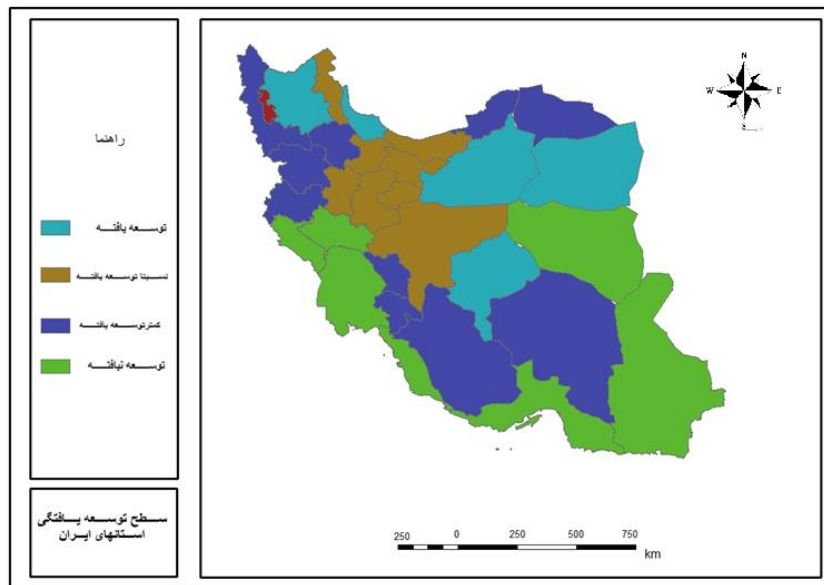 راهنما
توسعه یافته
نسبتا توسعه یافته
کمتر توسعه یافته
توسعه نیافته
سطح توسعه یافتگی
استانهای ایران
N
W
E
S
250 0 250 500 750
km